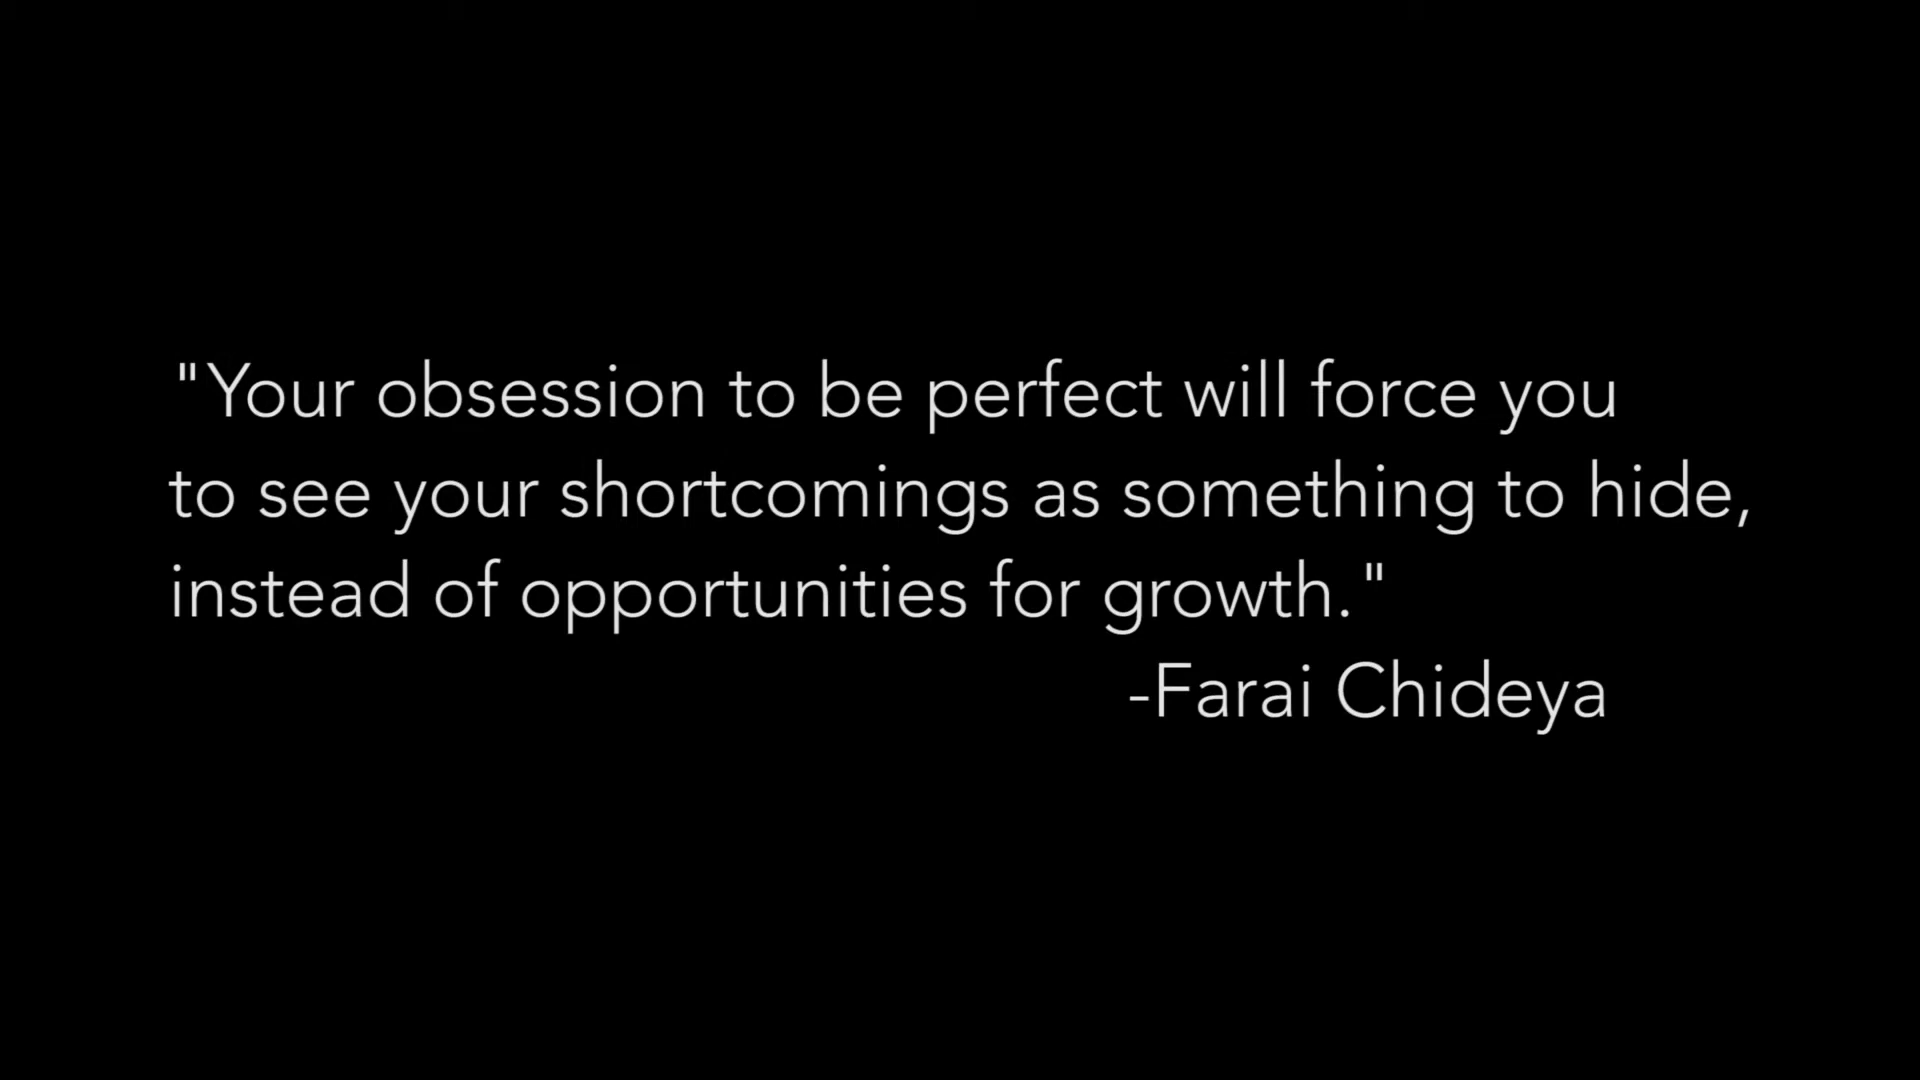 "Your obsession to be perfect will force you
to see your shortcomings as something to hide,
instead of opportunities for growth."
-Farai Chideya